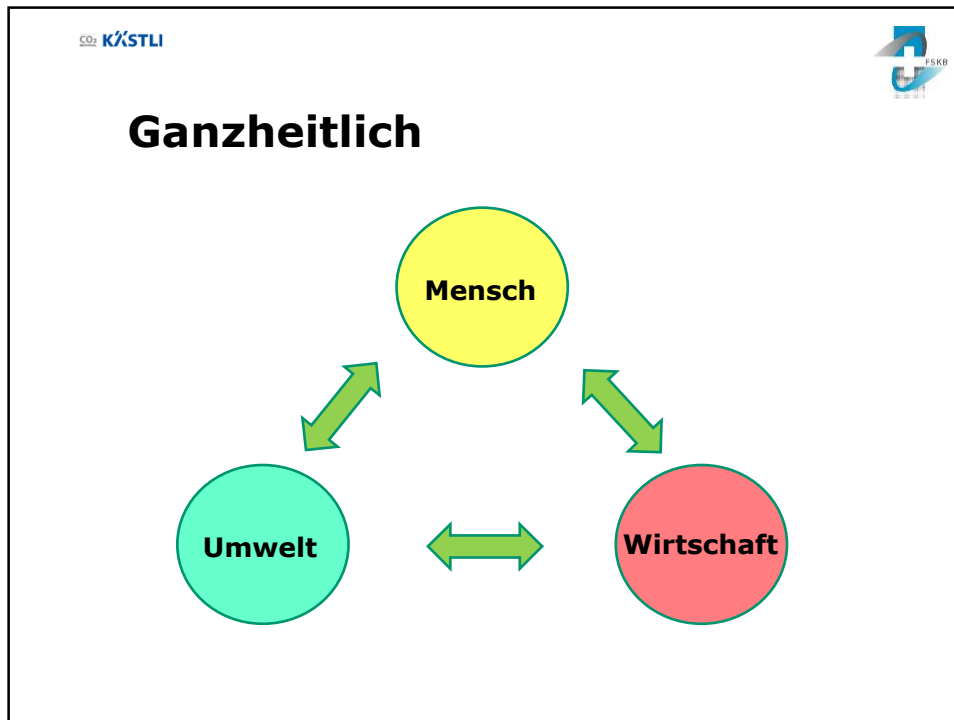 CO₂ KÄSTLI
FSKB
Ganzheitlich
Mensch
Umwelt
Wirtschaft